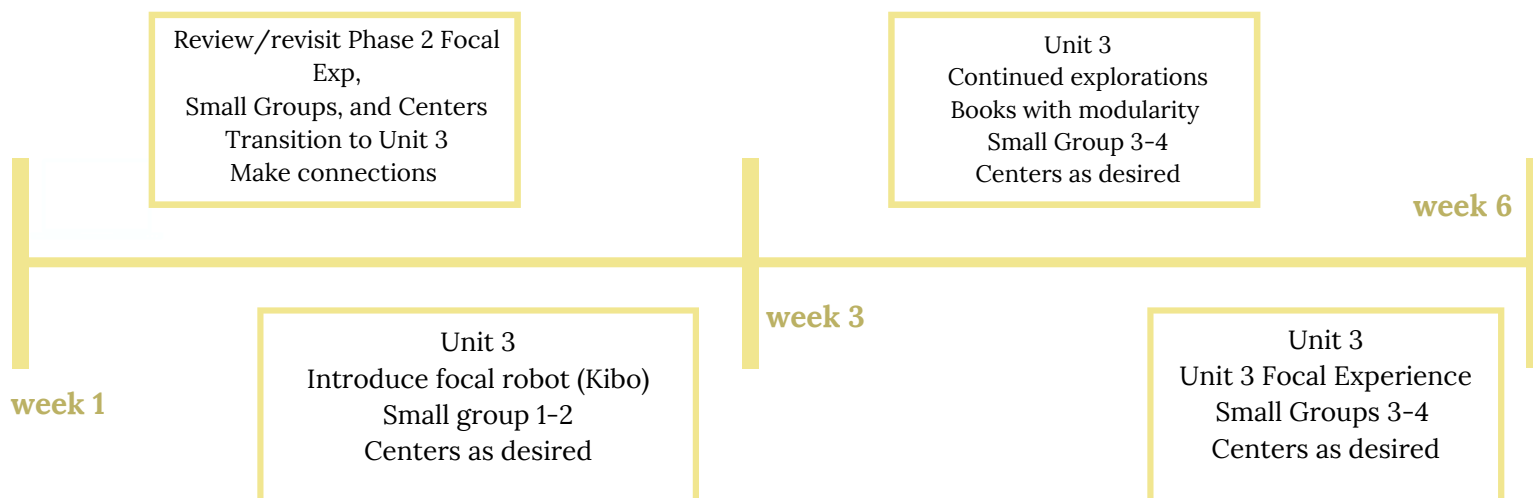 Review/revisit Phase 2 Focal
Exp,
Small Groups, and Centers
Transition to Unit 3
Make connections
Unit 3
Continued explorations
Books with modularity
Small Group 3-4
Centers as desired
week 6
week 1
week 3
Unit 3
Introduce focal robot (Kibo)
Small group 1-2
Centers as desired
Unit 3
Unit 3 Focal Experience
Small Groups 3-4
Centers as desired